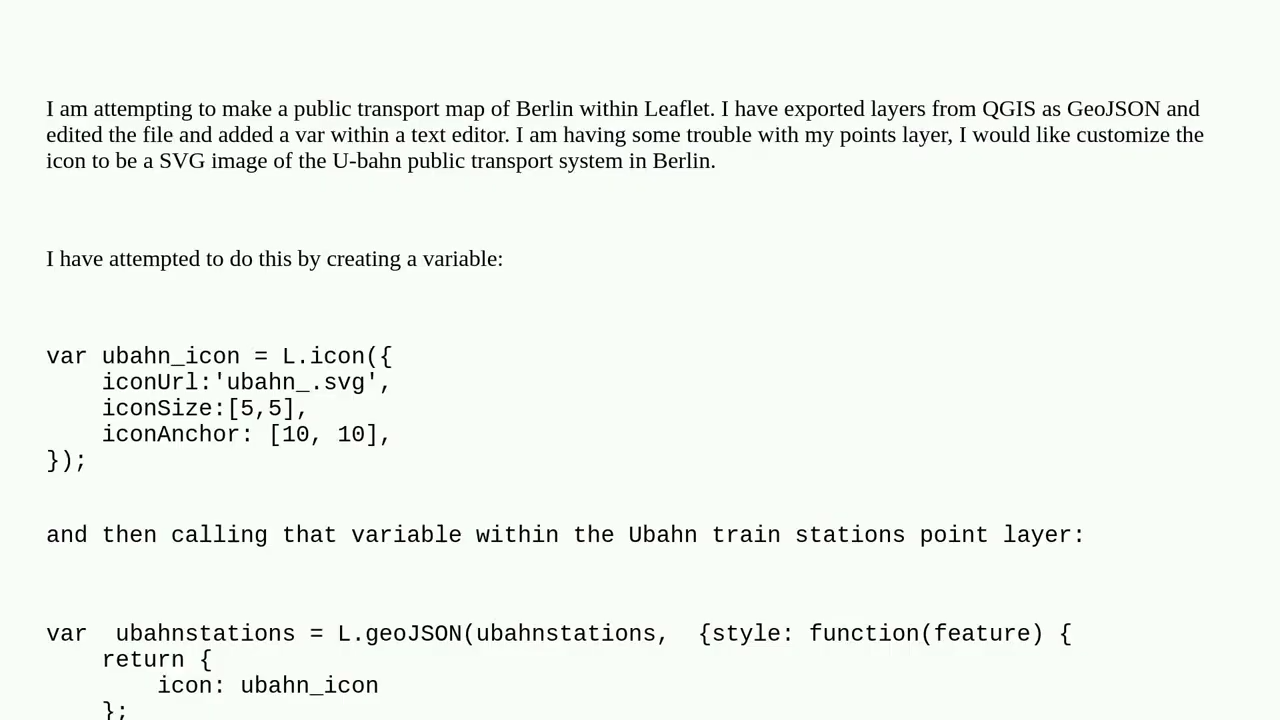 I am attempting to make a public transport map of Berlin within Leaflet. I have exported layers from QGIS as GeoJSON and
edited the file and added a var within a text editor. I am having some trouble with my points layer, I would like customize the
icon to be a SVG image of the U-bahn public transport system in Berlin.
I have attempted to do this by creating a variable:
var ubahn_icon = L.icon({
    iconUrl:'ubahn_.svg',
    iconSize:[5,5],
    iconAnchor: [10, 10],
});
and then calling that variable within the Ubahn train stations point layer:
var  ubahnstations = L.geoJSON(ubahnstations,  {style: function(feature) {
    return {
        icon: ubahn_icon
    };